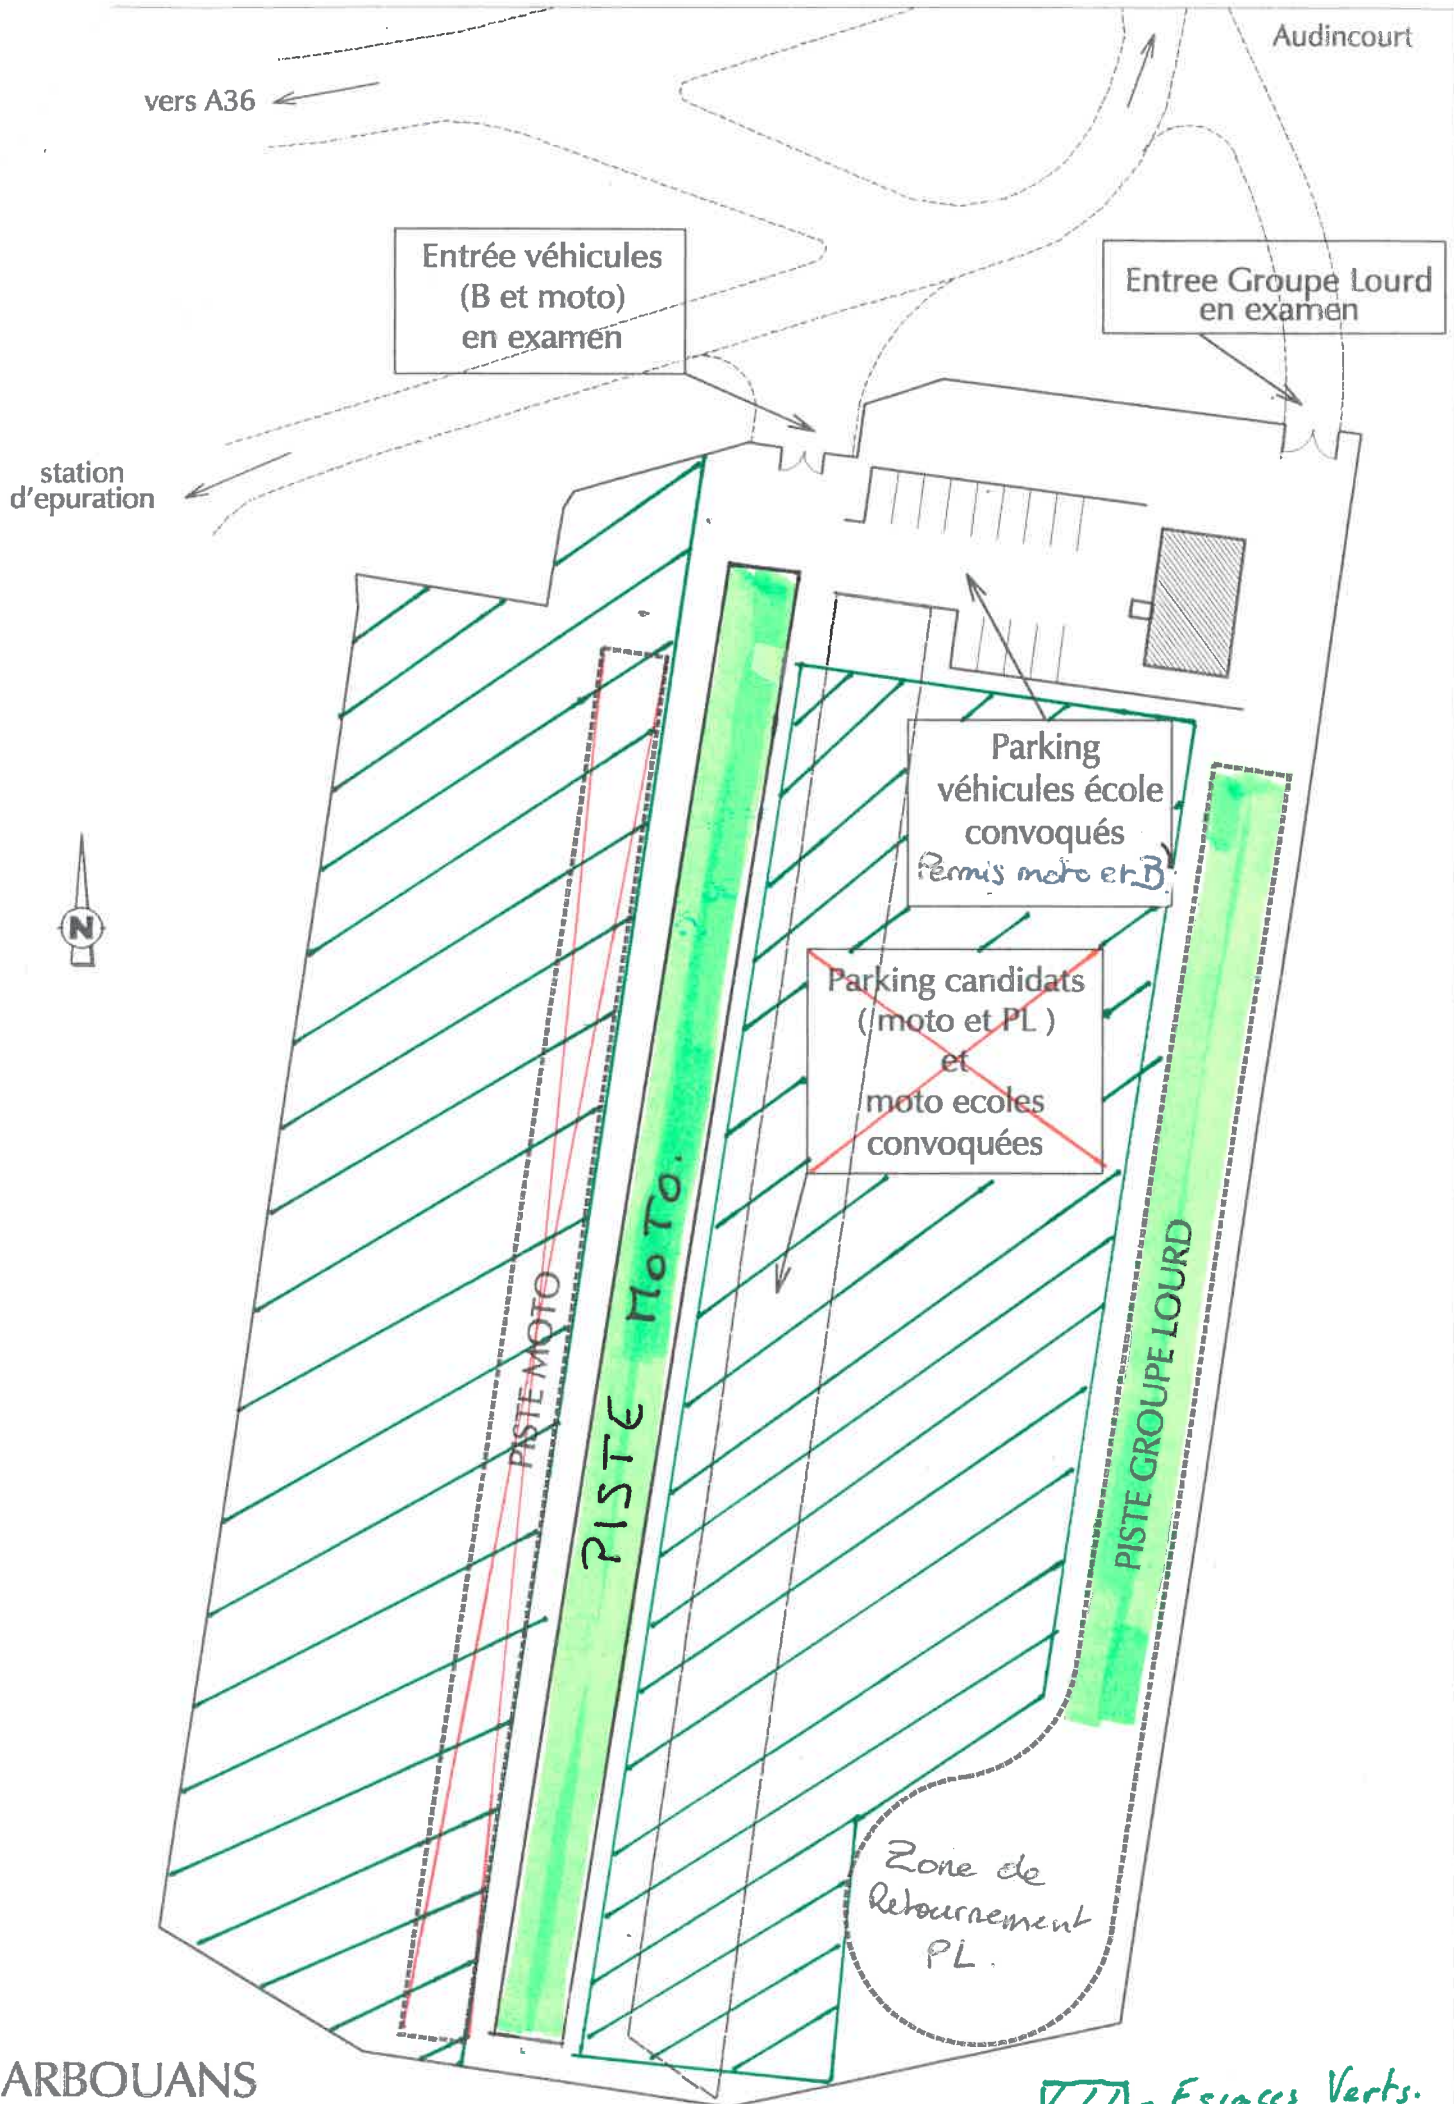 Audincourt
vers A36
Entrée véhicules
(B et moto)
en examen
Entree Groupe Lourd
en examen
station
d'epuration
Parking
véhicules école
convoqués
Permis moto et B
N
Parking candidats
(moto et PL )
et
moto ecoles
convoquées
PISTE MOTO
PISTE MOTO.
PISTE GROUPE LOURD
Zone de
Retournement
PL.
ARBOUANS
= Espaces Verts.